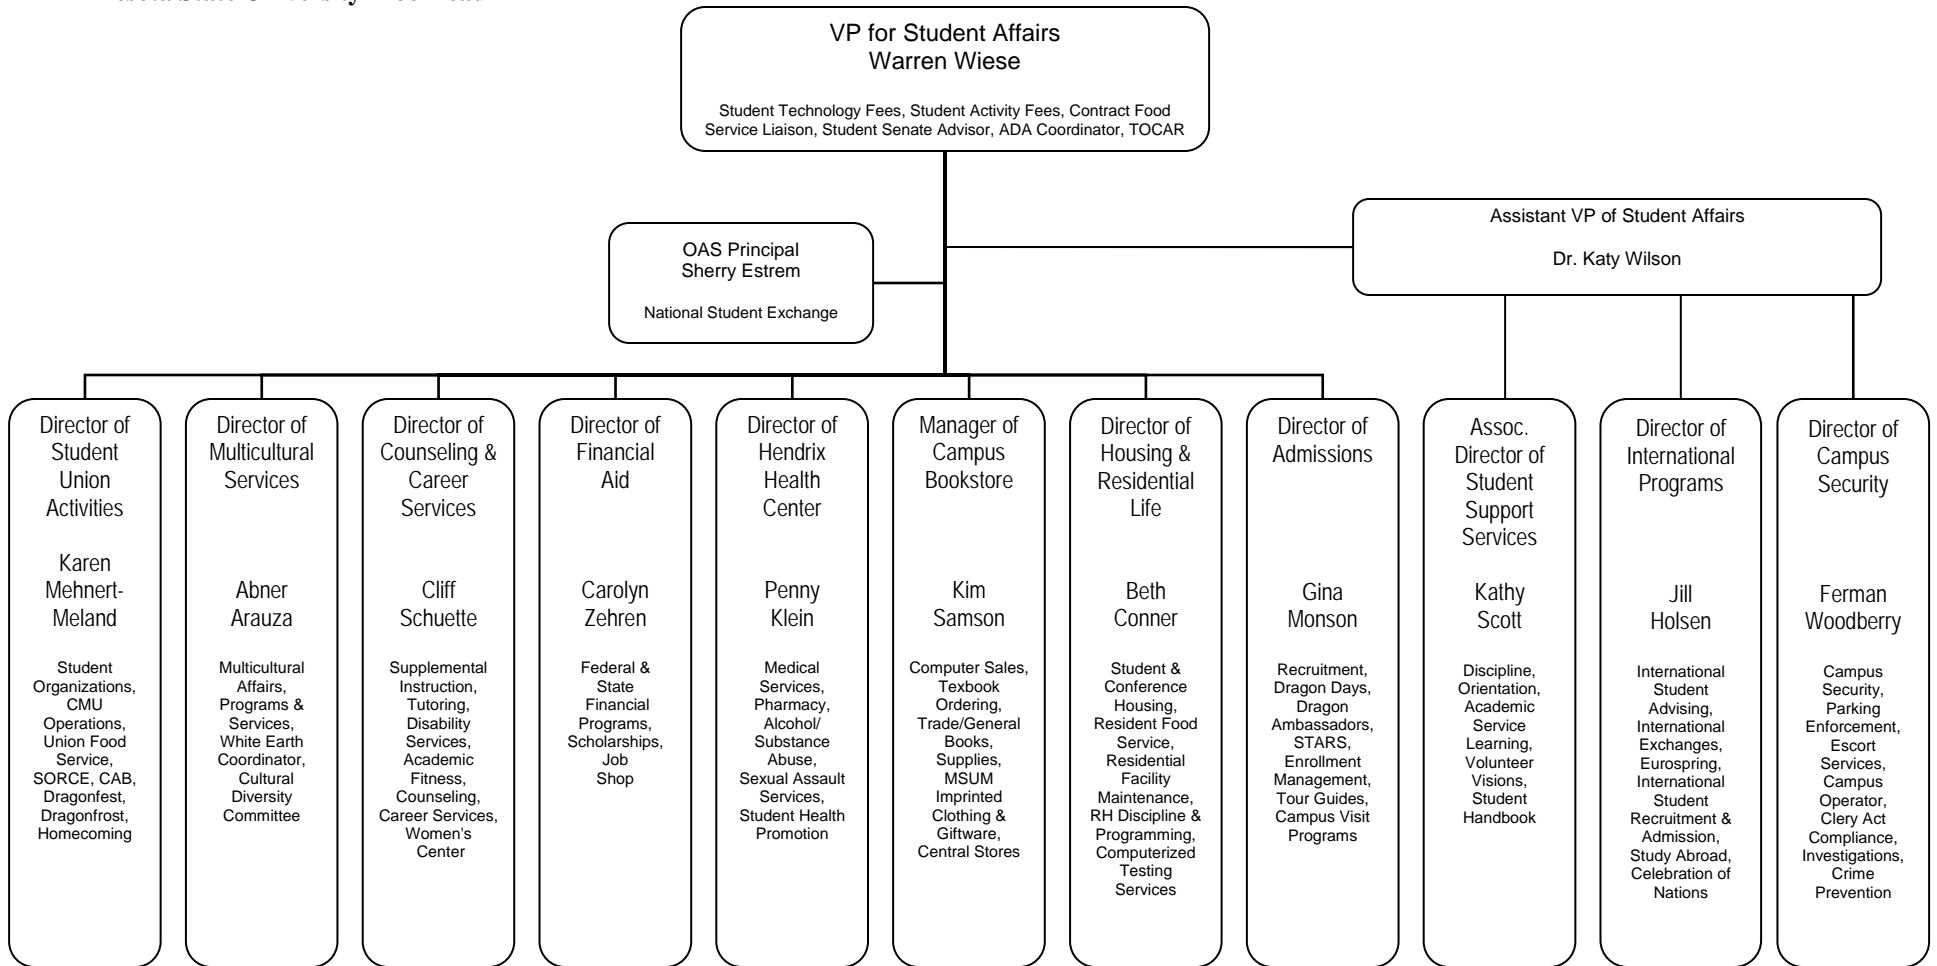 VP for Student Affairs
Warren Wiese
Student Technology Fees, Student Activity Fees, Contract Food
Service Liaison, Student Senate Advisor, ADA Coordinator, TOCAR
OAS Principal
Sherry Estrem
National Student Exchange
Assistant VP of Student Affairs
Dr. Katy Wilson
Director of
Student
Union
Activities
Karen
Mehnert-
Meland
Student
Organizations,
CMU
Operations,
Union Food
Service,
SORCE, CAB,
Dragonfest,
Dragonfrost,
Homecoming
Director of
Multicultural
Services
Abner
Arauza
Multicultural
Affairs,
Programs &
Services,
White Earth
Coordinator,
Cultural
Diversity
Committee
Director of
Counseling &
Career
Services
Cliff
Schuette
Supplemental
Instruction,
Tutoring,
Disability
Services,
Academic
Fitness,
Counseling,
Career Services,
Women's
Center
Director of
Financial
Aid
Carolyn
Zehren
Federal &
State
Financial
Programs,
Scholarships,
Job
Shop
Director of
Hendrix
Health
Center
Penny
Klein
Medical
Services,
Pharmacy,
Alcohol/
Substance
Abuse,
Sexual Assault
Services,
Student Health
Promotion
Manager of
Campus
Bookstore
Kim
Samson
Computer Sales,
Texbook
Ordering,
Trade/General
Books,
Supplies,
MSUM
Imprinted
Clothing &
Giftware,
Central Stores
Director of
Housing &
Residential
Life
Beth
Conner
Student &
Conference
Housing,
Resident Food
Service,
Residential
Facility
Maintenance,
RH Discipline &
Programming,
Computerized
Testing
Services
Director of
Admissions
Gina
Monson
Recruitment,
Dragon Days,
Dragon
Ambassadors,
STARS,
Enrollment
Management,
Tour Guides,
Campus Visit
Programs
Assoc.
Director of
Student
Support
Services
Kathy
Scott
Discipline,
Orientation,
Academic
Service
Learning,
Volunteer
Visions,
Student
Handbook
Director of
International
Programs
Jill
Holsen
International
Student
Advising,
International
Exchanges,
Eurospring,
International
Student
Recruitment &
Admission,
Study Abroad,
Celebration of
Nations
Director of
Campus
Security
Ferman
Woodberry
Campus
Security,
Parking
Enforcement,
Escort
Services,
Campus
Operator,
Clery Act
Compliance,
Investigations,
Crime
Prevention